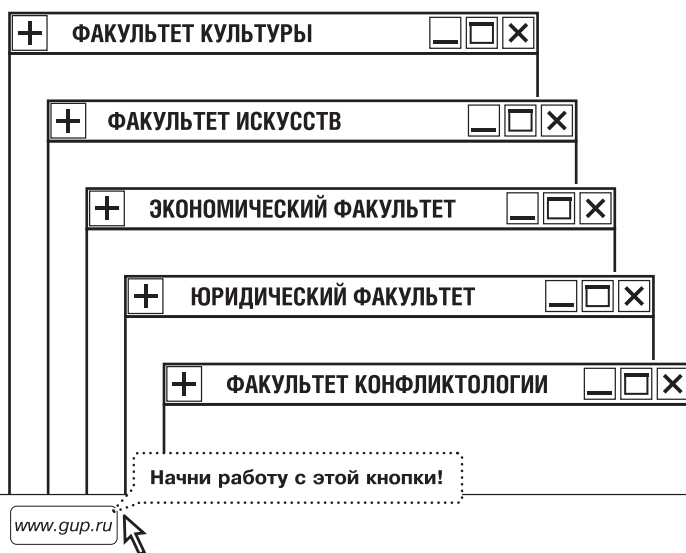 ФАКУЛЬТЕТ КУЛЬТУРЫ
ФАКУЛЬТЕТ ИСКУССТВ
ЭКОНОМИЧЕСКИЙ ФАКУЛЬТЕТ
ЮРИДИЧЕСКИЙ ФАКУЛЬТЕТ
ФАКУЛЬТЕТ КОНФЛИКТОЛОГИИ
Начни работу с этой кнопки!
www.gup.ru